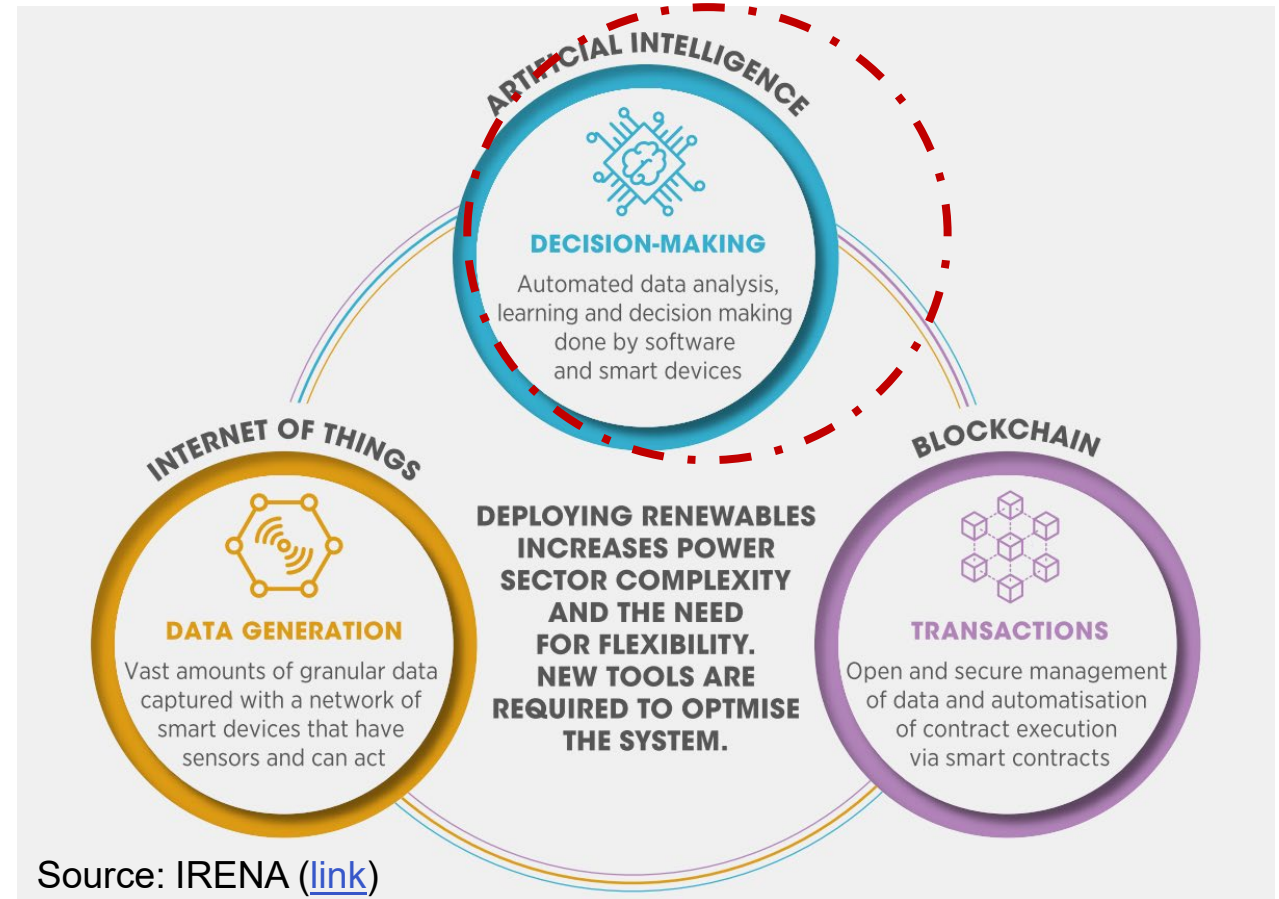 ARTIFICIAL INTELLIGENCE
DECISION-MAKING
Automated data analysis,
learning and decision making
done by software
and smart devices
INTERNET OF THINGS
DATA GENERATION
Vast amounts of granular data
captured with a network of
smart devices that have
sensors and can act
DEPLOYING RENEWABLES
INCREASES POWER
SECTOR COMPLEXITY
AND THE NEED
FOR FLEXIBILITY.
NEW TOOLS ARE
REQUIRED TO OPTMISE
THE SYSTEM.
BLOCKCHAIN
TRANSACTIONS
Open and secure management
of data and automatisation
of contract execution
via smart contracts
Source: IRENA (link)